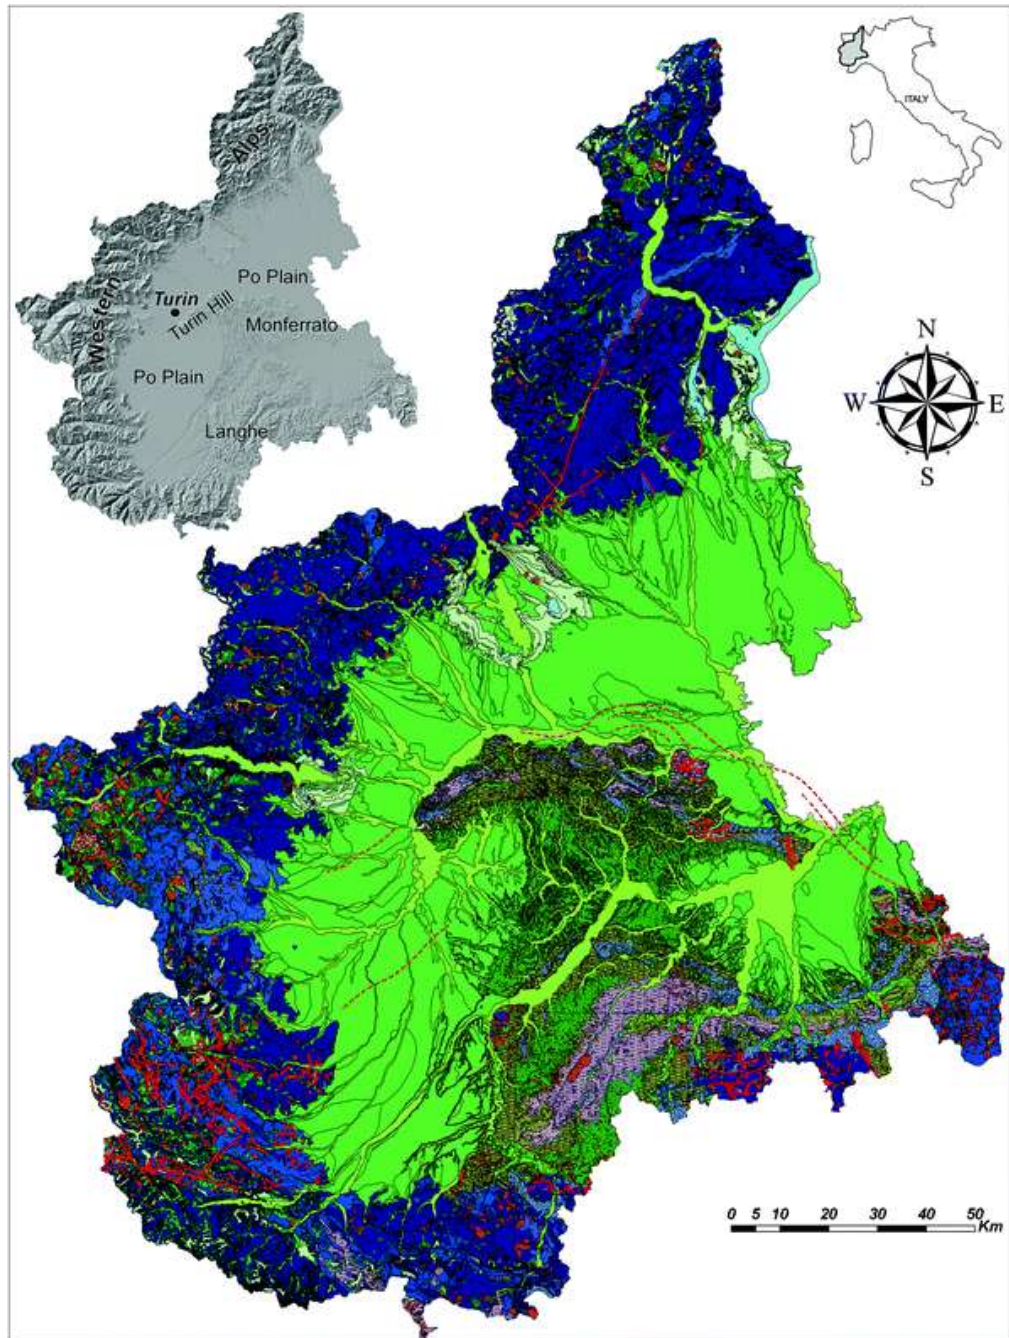 ITALY
Alps
Western
Po Plain
Turin
Turin Hill
Monferrato
Po Plain
Langhe
N
W
E
S
0 5 10 20 30 40 50
Km